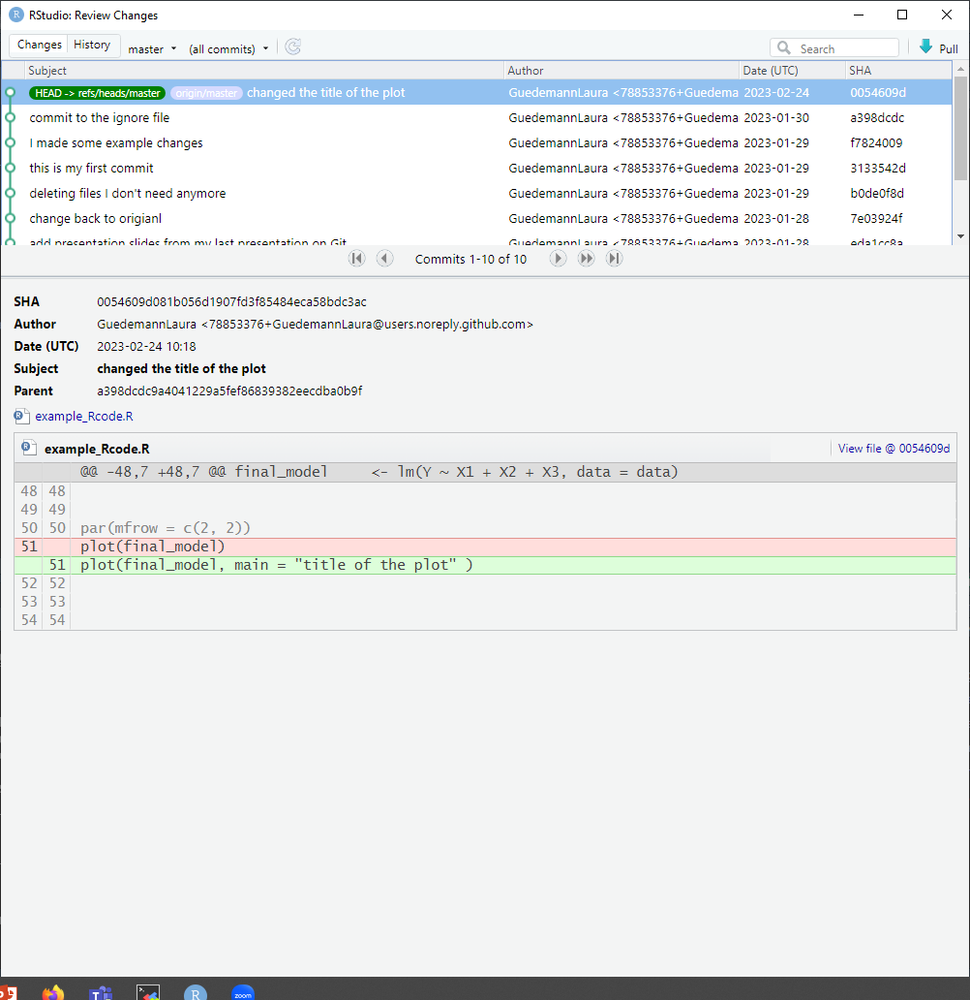 RStudio: Review Changes
Changes History master (all commits) Search Pull
Subject Author Date (UTC) SHA
HEAD -> refs/heads/master origin/master changed the title of the plot GuedemannLaura <78853376+Guedema 2023-02-24 0054609d
commit to the ignore file GuedemannLaura <78853376+Guedema 2023-01-30 a398dcdc
I made some example changes GuedemannLaura <78853376+Guedema 2023-01-29 f7824009
this is my first commit GuedemannLaura <78853376+Guedema 2023-01-29 3133542d
deleting files I don't need anymore GuedemannLaura <78853376+Guedema 2023-01-29 b0de0f8d
change back to origianl GuedemannLaura <78853376+Guedema 2023-01-28 7e03924f
add presentation slides from my last presentation on Git GuedemannLaura <78853376+Guedema 2023-01-28 eda1cc8a
Commits 1-10 of 10
SHA 0054609d081b056d1907fd3f85484eca58bdc3ac
Author GuedemannLaura <78853376+GuedemannLaura@users.noreply.github.com>
Date (UTC) 2023-02-24 10:18
Subject changed the title of the plot
Parent a398dcdc9a4041229a5fef86839382eecdba0b9f
example_Rcode.R
example_Rcode.R View file @ 0054609d
@@ -48,7 +48,7 @@ final_model <- lm(Y ~ X1 + X2 + X3, data = data)
48 48
49 49
50 50 par(mfrow = c(2, 2))
51 plot(final_model)
51 plot(final_model, main = "title of the plot" )
52 52
53 53
54 54
R zoom